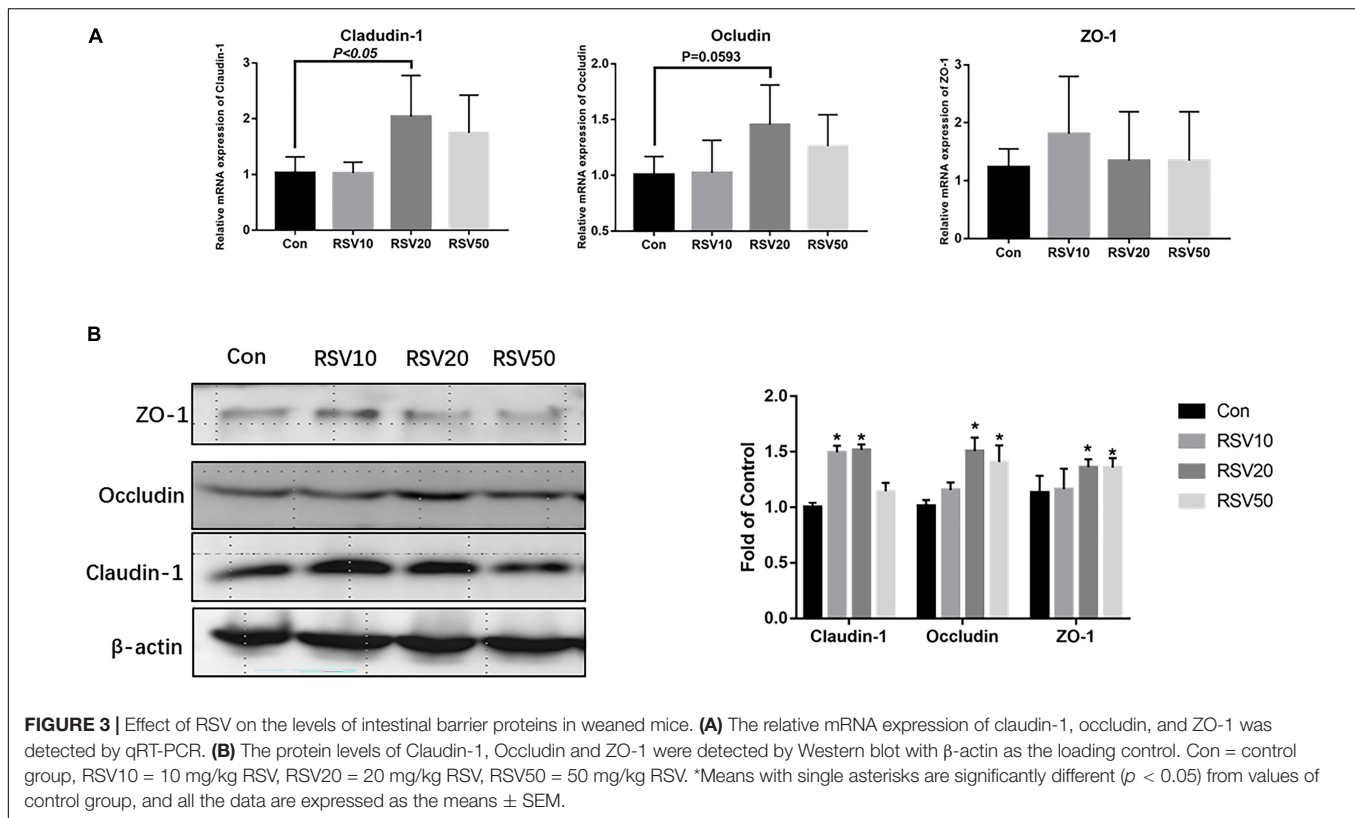 A
Cladudin-1
P<0.05
Relative mRNA expression of Claudin-1
3
2
1
0
Con RSV10 RSV20 RSV50
Ocludin
P=0.0593
Relative mRNA expression of Occludin
2.0
1.5
1.0
0.5
Con RSV10 RSV20 RSV50
ZO-1
Relative mRNA expression of ZO-1
3
2
1
0
Con RSV10 RSV20 RSV50
B
Con RSV10 RSV20 RSV50
ZO-1
Occludin
Claudin-1
β-actin
Fold of Control
2.0
1.5
1.0
0.5
0.0
* * * * * *
Claudin-1 Occludin ZO-1
Con
RSV10
RSV20
RSV50
FIGURE 3 | Effect of RSV on the levels of intestinal barrier proteins in weaned mice. (A) The relative mRNA expression of claudin-1, occludin, and ZO-1 was
detected by qRT-PCR. (B) The protein levels of Claudin-1, Occludin and ZO-1 were detected by Western blot with β-actin as the loading control. Con = control
group, RSV10 = 10 mg/kg RSV, RSV20 = 20 mg/kg RSV, RSV50 = 50 mg/kg RSV. *Means with single asterisks are significantly different (p < 0.05) from values of
control group, and all the data are expressed as the means ± SEM.